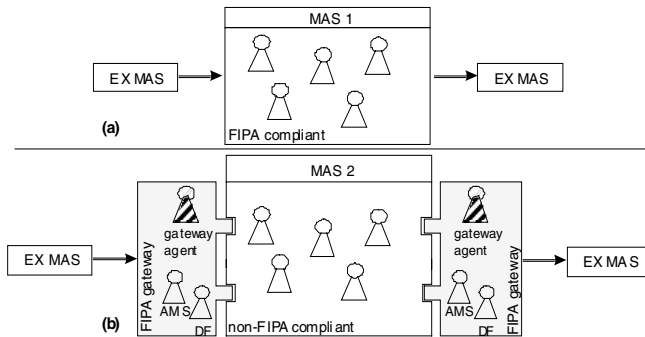 MAS 1
EX MAS
EX MAS
(a)
FIPA compliant
MAS 2
FIPA gateway
gateway
agent
AMS
DF
EX MAS
(b)
non-FIPA compliant
gateway
agent
AMS
DF
FIPA gateway
EX MAS